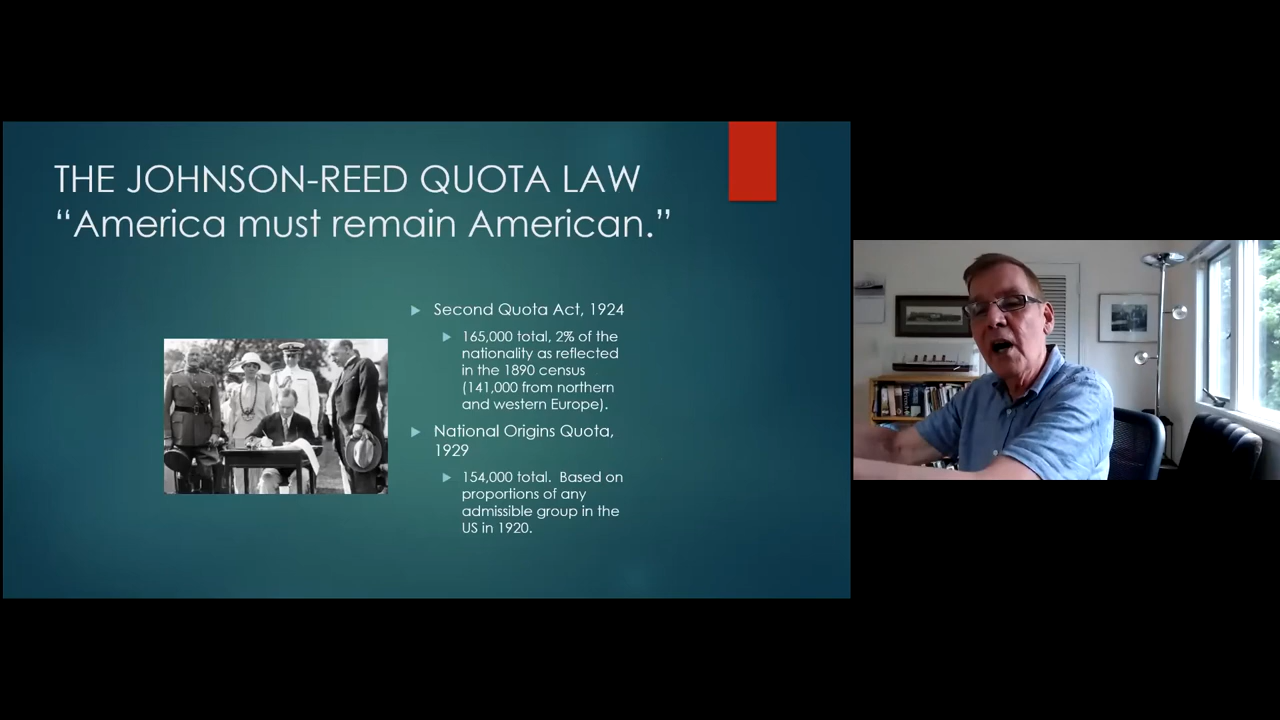 THE JOHNSON-REED QUOTA LAW
“America must remain American.”
Second Quota Act, 1924
165,000 total, 2% of the
nationality as reflected
in the 1890 census
(141,000 from northern
and western Europe).
National Origins Quota,
1929
154,000 total.  Based on
proportions of any
admissible group in the
US in 1920.